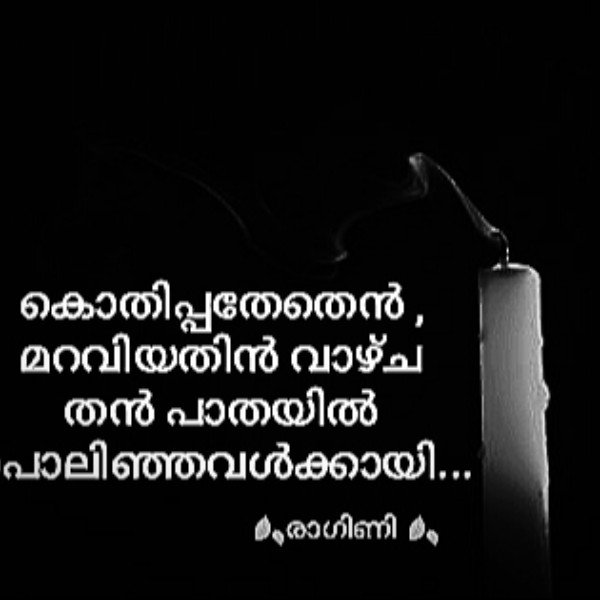 കൊതിപ്പതേതെൻ ,
മറവിയതിൻ വാഴ്ച
തൻ പാതയിൽ
പൊലിഞ്ഞവൾക്കായി...
രാഗിണി